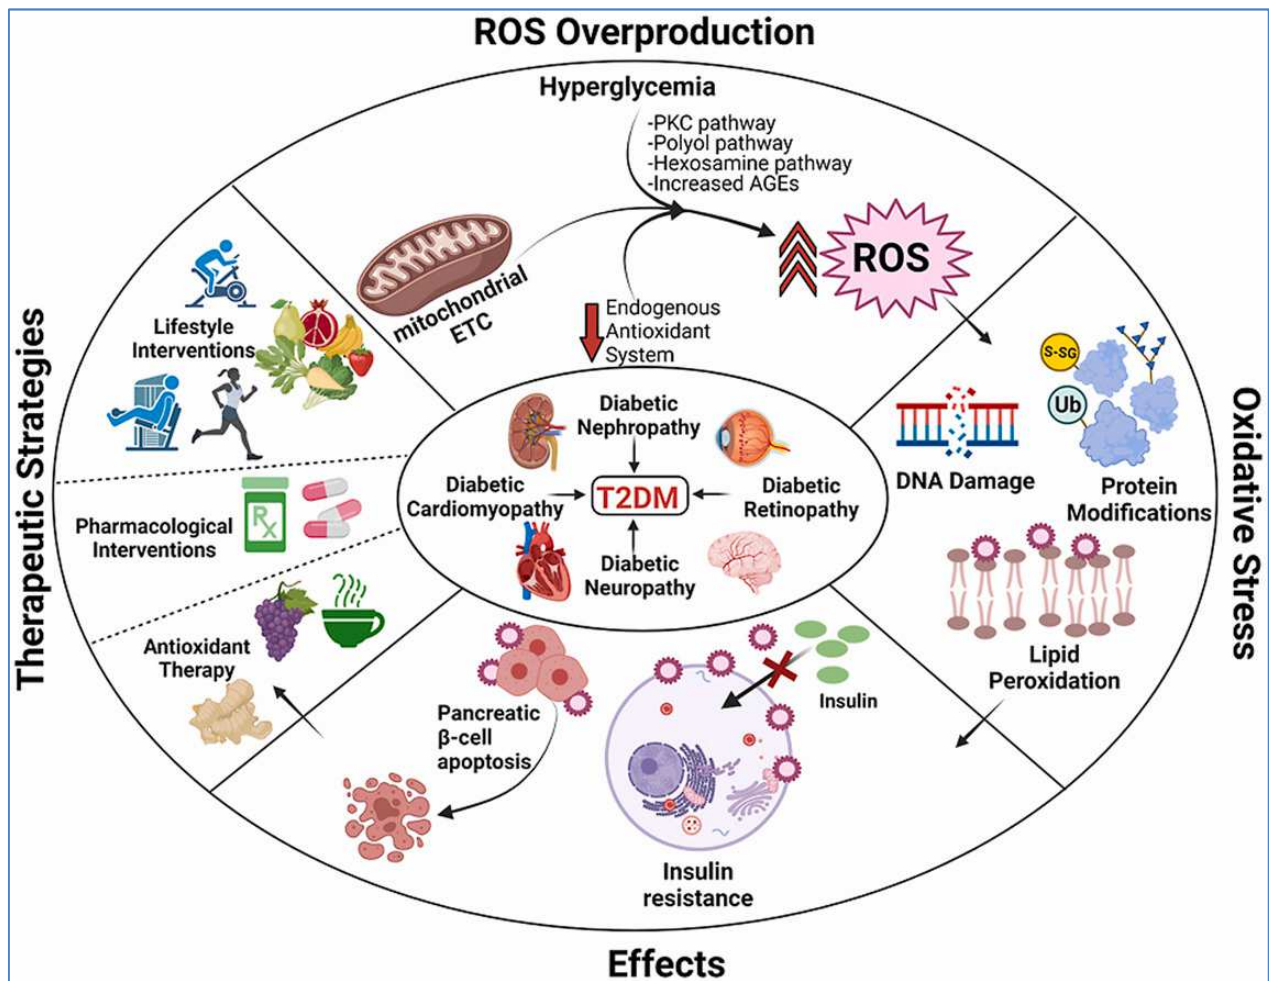 ROS Overproduction
Hyperglycemia
-PKC pathway
-Polyol pathway
-Hexosamine pathway
-Increased AGEs
mitochondrial
ETC
ROS
Endogenous
Antioxidant
System
Oxidative Stress
S-SG
Ub
DNA Damage
Protein
Modifications
Lipid
Peroxidation
Diabetic
Nephropathy
Diabetic
Cardiomyopathy
T2DM
Diabetic
Retinopathy
Diabetic
Neuropathy
Effects
Insulin
Insulin
resistance
Pancreatic
β-cell
apoptosis
Therapeutic Strategies
Lifestyle
Interventions
Pharmacological
Interventions
Rx
Antioxidant
Therapy